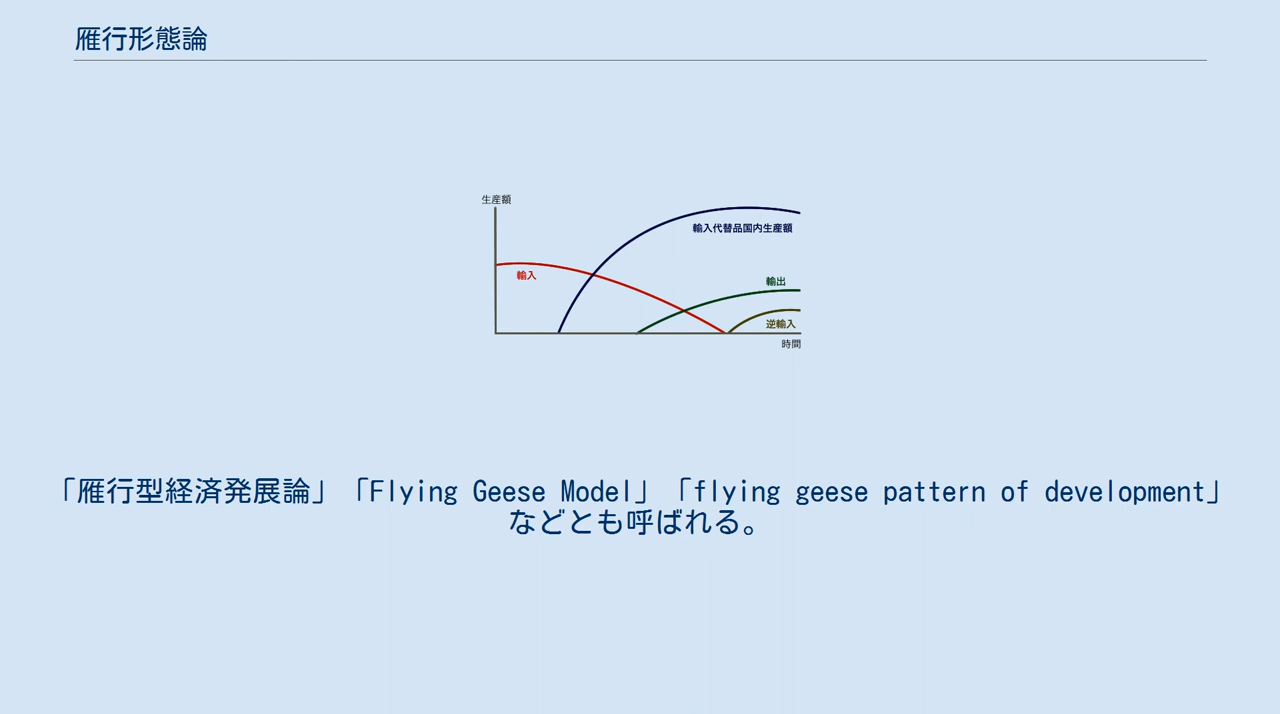 雁行形態論
生産額
輸入代替品国内生産額
輸入
輸出
逆輸入
時間
「雁行型経済発展論」「Flying Geese Model」「flying geese pattern of development」
などとも呼ばれる。